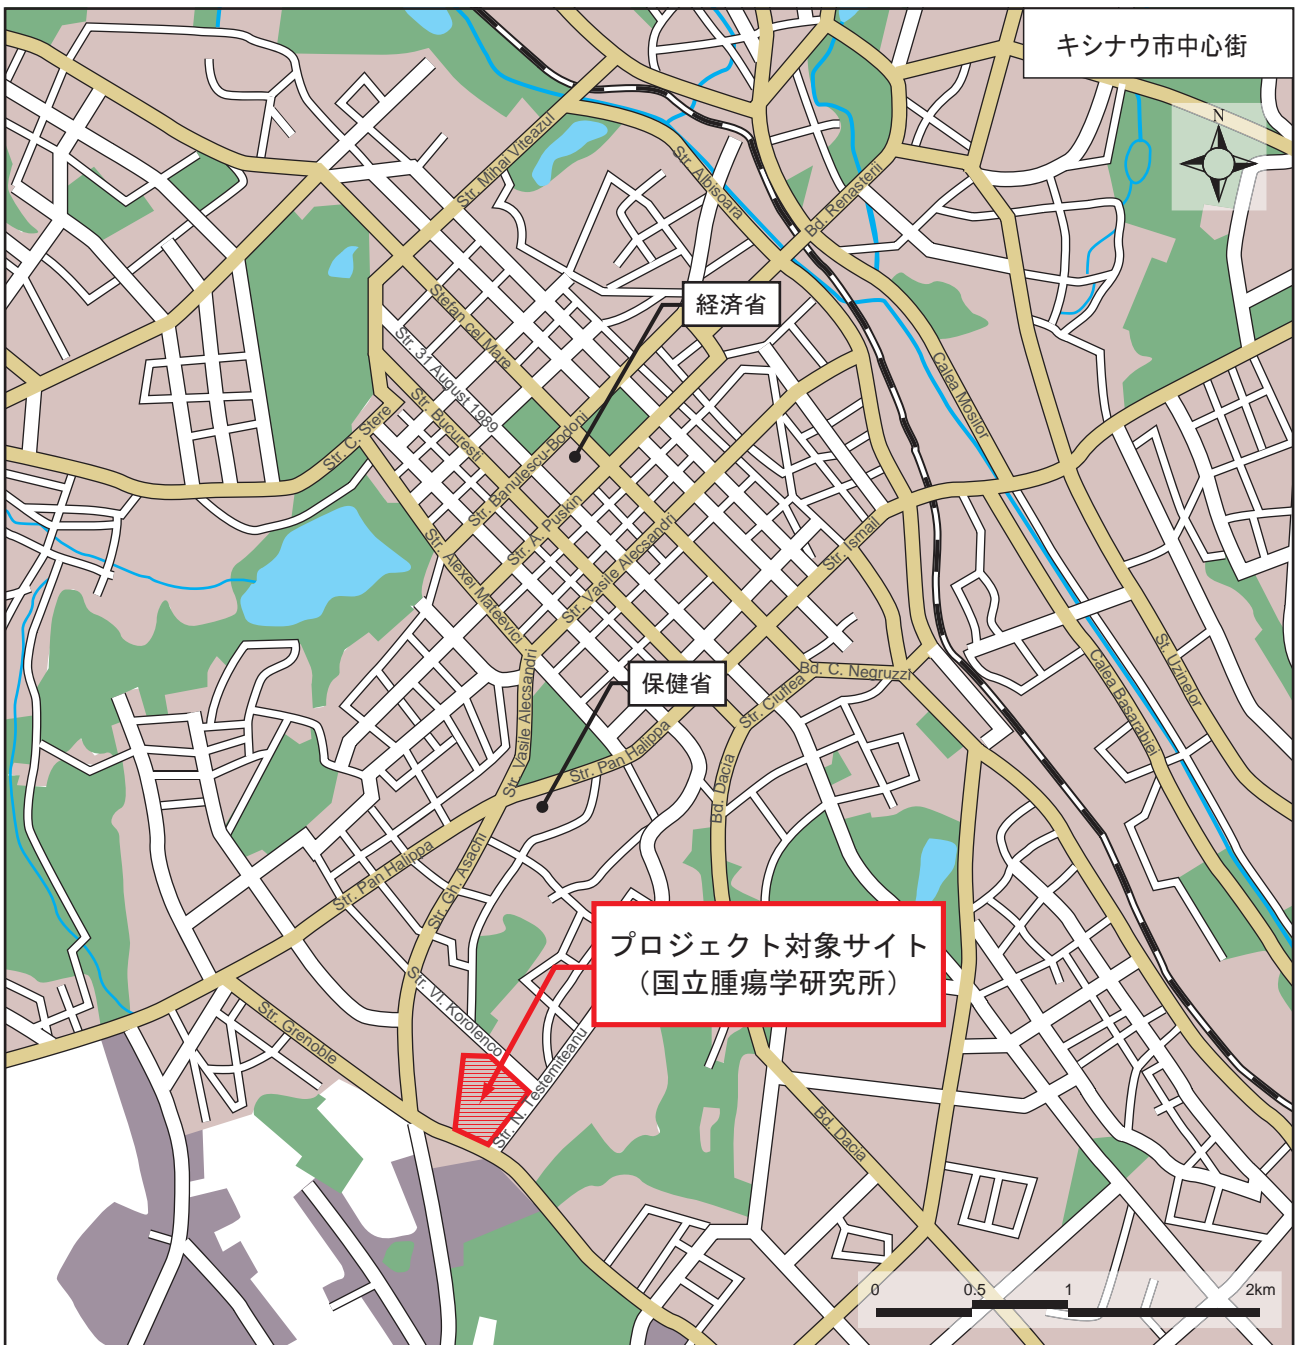 キシナウ市中心街
N
Str. Mihai Viteazul
Str. Albisoara
Bd. Renasterii
経済省
Stefan cel Mare
Str. 31 August 1989
Str. Bucuresti
Str. C. Stere
Calea Mosilor
Str. Banulescu-Bodoni
Str. A. Puskin
Str. Alexei Mateevici
Str. Vasile Alecsandri
Str. Ismail
St. Uzinelor
Calea Basarabiei
Bd. C. Negruzzi
保健省
Str. Ciuflea
Str. Vasile Alecsandri
Str. Pan Halippa
Bd. Dacia
Str. Pan Halippa
Str. Gh. Asachi
プロジェクト対象サイト
（国立腫瘍学研究所）
Str. VI. Korolenco
Str. Grenoble
Str. N. Testemiteanu
Bd. Dacia
0 0.5 1 2km